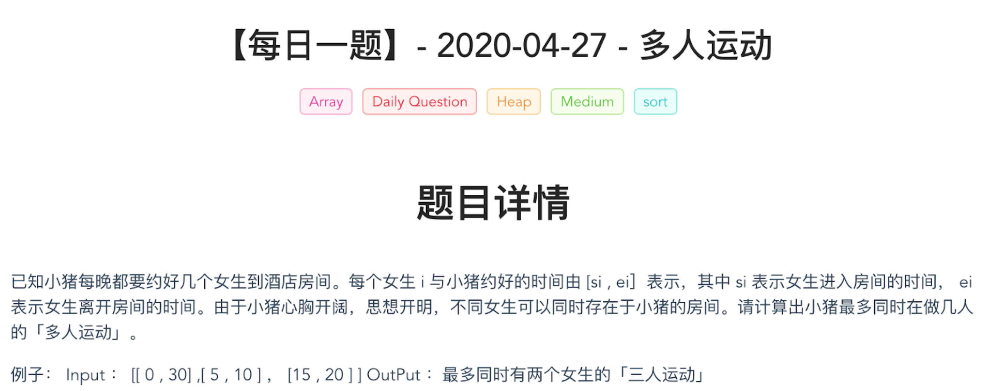 【每日一题】- 2020-04-27 - 多人运动
Array Daily Question Heap Medium sort
题目详情
已知小猪每晚都要约好几个女生到酒店房间。每个女生 i 与小猪约好的时间由 [si , ei］表示，其中 si 表示女生进入房间的时间， ei
表示女生离开房间的时间。由于小猪心胸开阔，思想开明，不同女生可以同时存在于小猪的房间。请计算出小猪最多同时在做几人
的「多人运动」。
例子： Input： [[ 0 , 30] ,[ 5 , 10 ] ， [15 , 20 ] ] OutPut：最多同时有两个女生的「三人运动」